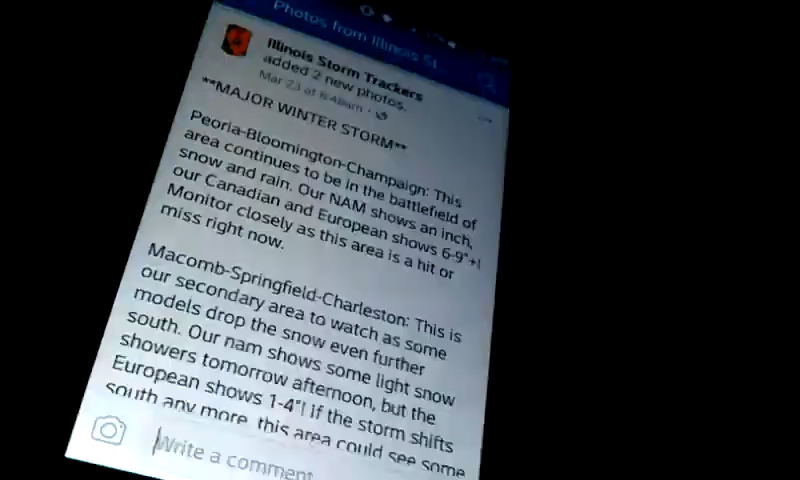 Photos from Illinois St...
Illinois Storm Trackers
added 2 new photos.
Mar 23 at 6:48am
**MAJOR WINTER STORM**
Peoria-Bloomington-Champaign: This
area continues to be in the battlefield of
snow and rain. Our NAM shows an inch,
our Canadian and European shows 6-9"+!
Monitor closely as this area is a hit or
miss right now.
Macomb-Springfield-Charleston: This is
our secondary area to watch as some
models drop the snow even further
south. Our nam shows some light snow
showers tomorrow afternoon, but the
European shows 1-4"! If the storm shifts
south any more, this area could see some
Write a comment